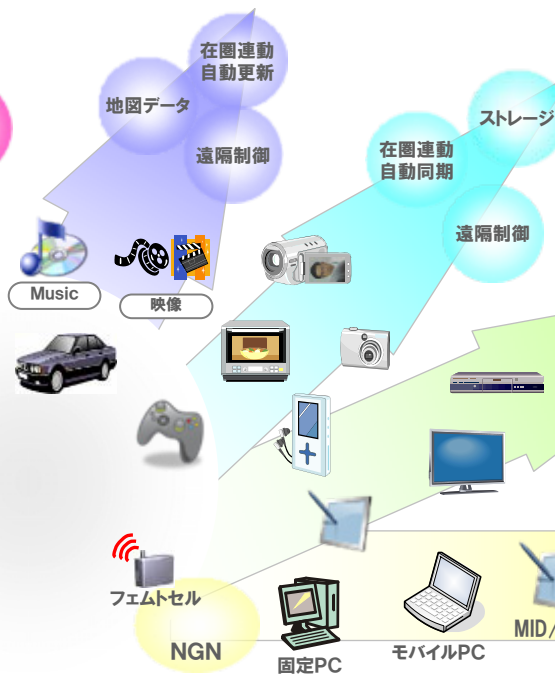 在圏連動
自動更新
地図データ
遠隔制御
ストレージ
在圏連動
自動同期
遠隔制御
Music
映像
フェムトセル
NGN
固定PC
モバイルPC
MID/